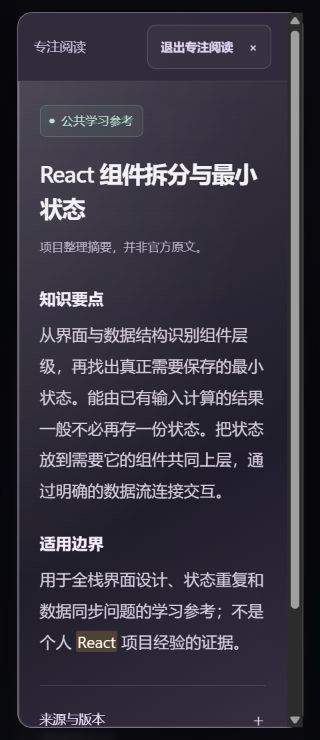 专注阅读
退出专注阅读 ×
公共学习参考
React 组件拆分与最小
状态
项目整理摘要，并非官方原文。
知识要点
从界面与数据结构识别组件层
级，再找出真正需要保存的最小
状态。能由已有输入计算的结果
一般不必再存一份状态。把状态
放到需要它的组件共同上层，通
过明确的数据流连接交互。
适用边界
用于全栈界面设计、状态重复和
数据同步问题的学习参考；不是
个人 React 项目经验的证据。
来源与版本 +